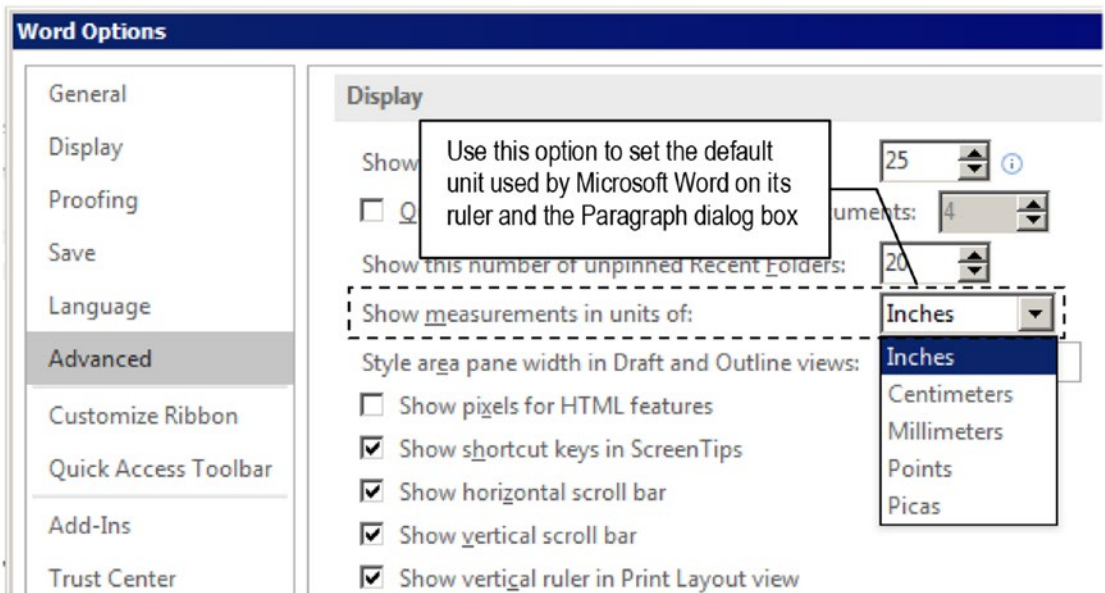 Word Options
General
Display
Proofing
Save
Language
Advanced
Customize Ribbon
Quick Access Toolbar
Add-Ins
Trust Center
Display
Show
25
Use this option to set the default
unit used by Microsoft Word on its
ruler and the Paragraph dialog box
Q
uments: 4
Show this number of unpinned Recent Folders: 20
Show measurements in units of: Inches
Inches
Centimeters
Millimeters
Points
Picas
Style area pane width in Draft and Outline views:
Show pixels for HTML features
Show shortcut keys in ScreenTips
Show horizontal scroll bar
Show vertical scroll bar
Show vertical ruler in Print Layout view